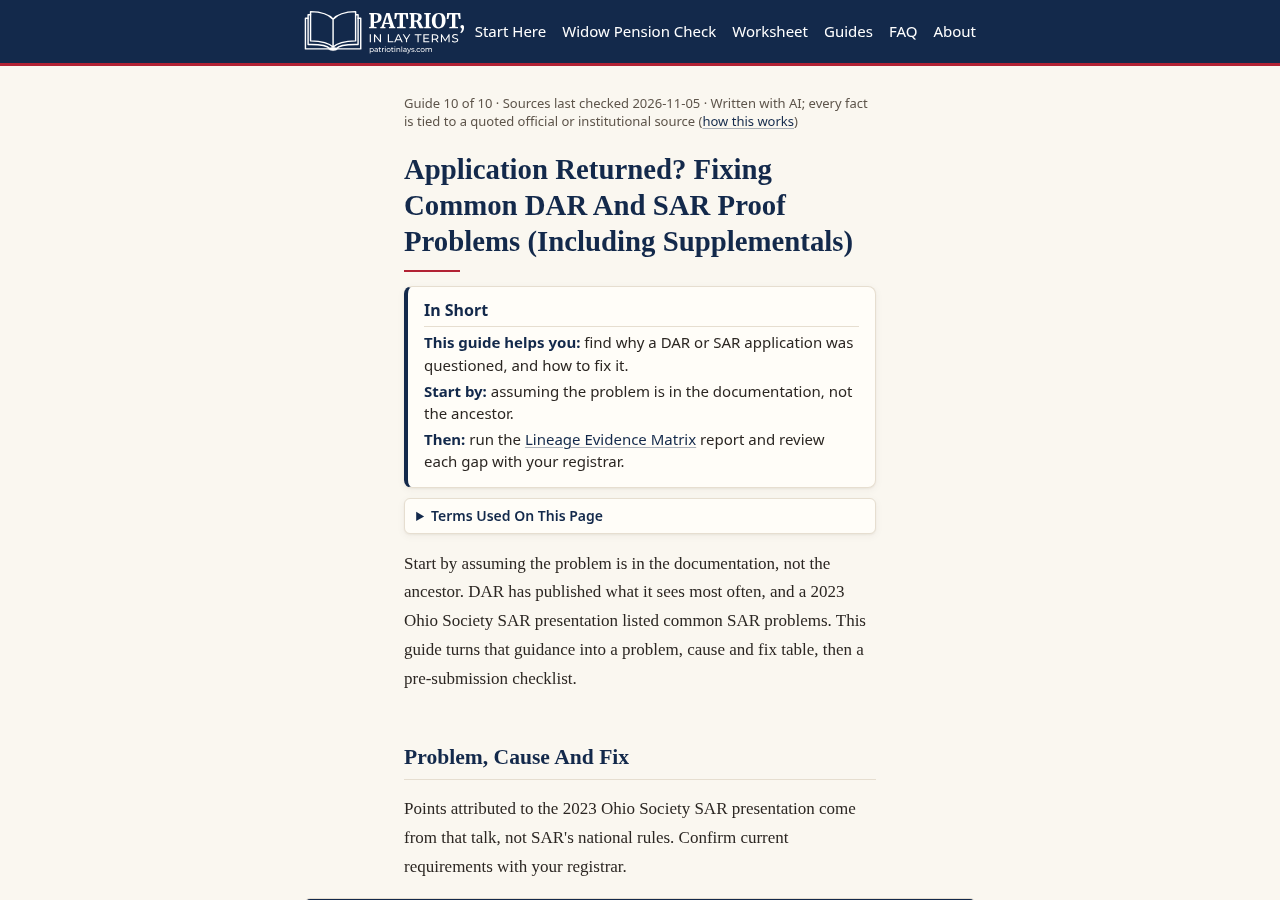 PATRIOT,
IN LAY TERMS
patriotinlays.com
Start Here Widow Pension Check Worksheet Guides FAQ About
Guide 10 of 10 · Sources last checked 2026-11-05 · Written with AI; every fact
is tied to a quoted official or institutional source (how this works)
Application Returned? Fixing
Common DAR And SAR Proof
Problems (Including Supplementals)
In Short
This guide helps you: find why a DAR or SAR application was
questioned, and how to fix it.
Start by: assuming the problem is in the documentation, not
the ancestor.
Then: run the Lineage Evidence Matrix report and review
each gap with your registrar.
Terms Used On This Page
Start by assuming the problem is in the documentation, not the
ancestor. DAR has published what it sees most often, and a 2023
Ohio Society SAR presentation listed common SAR problems. This
guide turns that guidance into a problem, cause and fix table, then a
pre-submission checklist.
Problem, Cause And Fix
Points attributed to the 2023 Ohio Society SAR presentation come
from that talk, not SAR's national rules. Confirm current
requirements with your registrar.